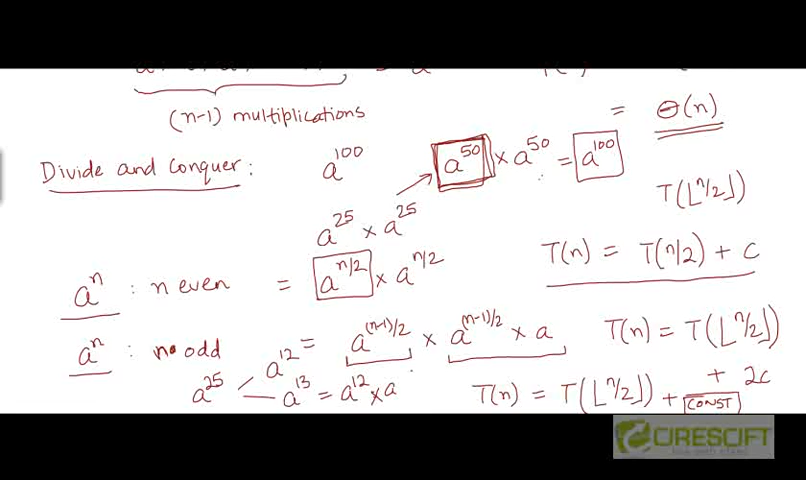 (n-1) multiplications
= Θ(n)
Divide and Conquer : a^100 a^50 × a^50 = a^100
T(⌊n/2⌋)
a^25 × a^25
T(n) = T(n/2) + c
a^n : n even = a^(n/2) × a^(n/2)
a^n : n odd = a^((n-1)/2) × a^((n-1)/2) × a
T(n) = T(⌊n/2⌋) + 2c
a^25 < a^12
a^13 = a^12 × a
T(n) = T(⌊n/2⌋) + CONST
CIRESCIFT